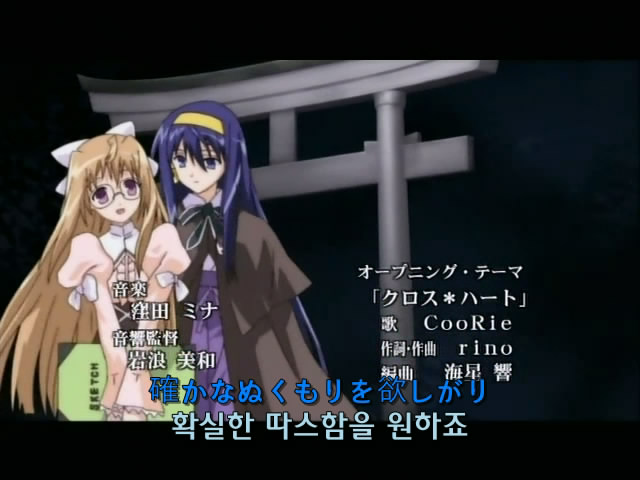 オープニング・テーマ
「クロス＊ハート」
歌 CooRie
作詞・作曲 rino
編曲 海星 響
音楽
窪田 ミナ
音響監督
岩浪 美和
SKETCH
確かなぬくもりを欲しがり
확실한 따스함을 원하죠